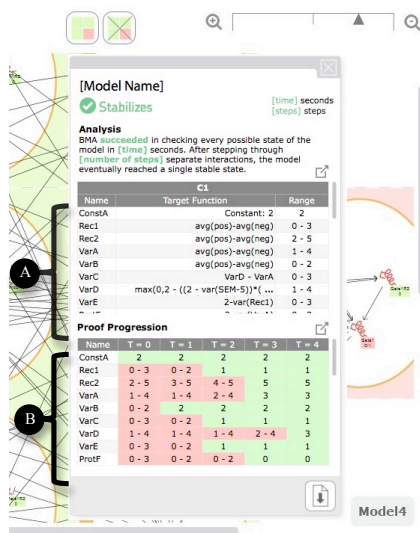 [Model Name]
Stabilizes
[time] seconds
[steps] steps
Analysis
BMA succeeded in checking every possible state of the
model in [time] seconds. After stepping through
[number of steps] separate interactions, the model
eventually reached a single stable state.
C1
Name Target Function Range
ConstA Constant: 2 2
Rec1 avg(pos)-avg(neg) 0 - 3
Rec2 avg(pos)-avg(neg) 2 - 5
VarA avg(pos)-avg(neg) 1 - 4
VarB avg(pos)-avg(neg) 0 - 2
VarC VarD - VarA 0 - 3
VarD max(0,2 - ((2 - var(SEM-5))*( ... 1 - 4
VarE 2-var(Rec1) 0 - 3
A
Proof Progression
Name T = 0 T = 1 T = 2 T = 3 T = 4
ConstA 2 2 2 2 2
Rec1 0 - 3 0 - 2 1 1 1
Rec2 2 - 5 3 - 5 4 - 5 5 5
VarA 1 - 4 1 - 4 2 - 4 3 3
VarB 0 - 2 2 2 2 2
VarC 0 - 3 0 - 2 1 1 1
VarD 1 - 4 1 - 4 1 - 4 2 - 4 3
VarE 0 - 3 0 - 2 1 1 1
ProtF 0 - 3 0 - 2 0 - 2 0 0
B
Model4